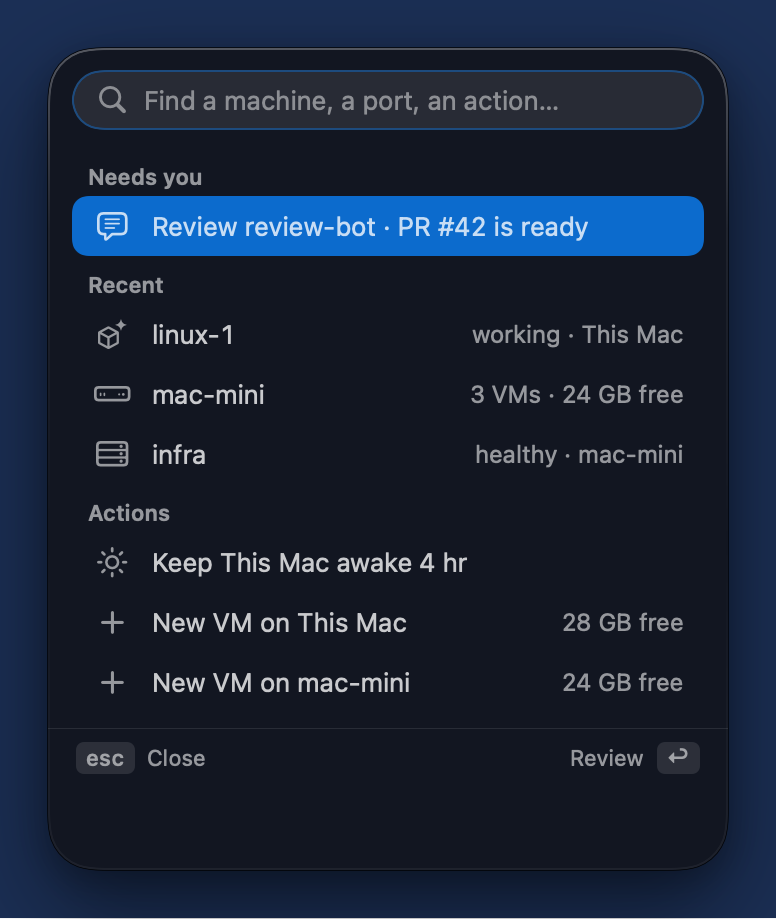 Find a machine, a port, an action...
Needs you
Review review-bot · PR #42 is ready
Recent
linux-1 working · This Mac
mac-mini 3 VMs · 24 GB free
infra healthy · mac-mini
Actions
Keep This Mac awake 4 hr
New VM on This Mac 28 GB free
New VM on mac-mini 24 GB free
esc Close Review